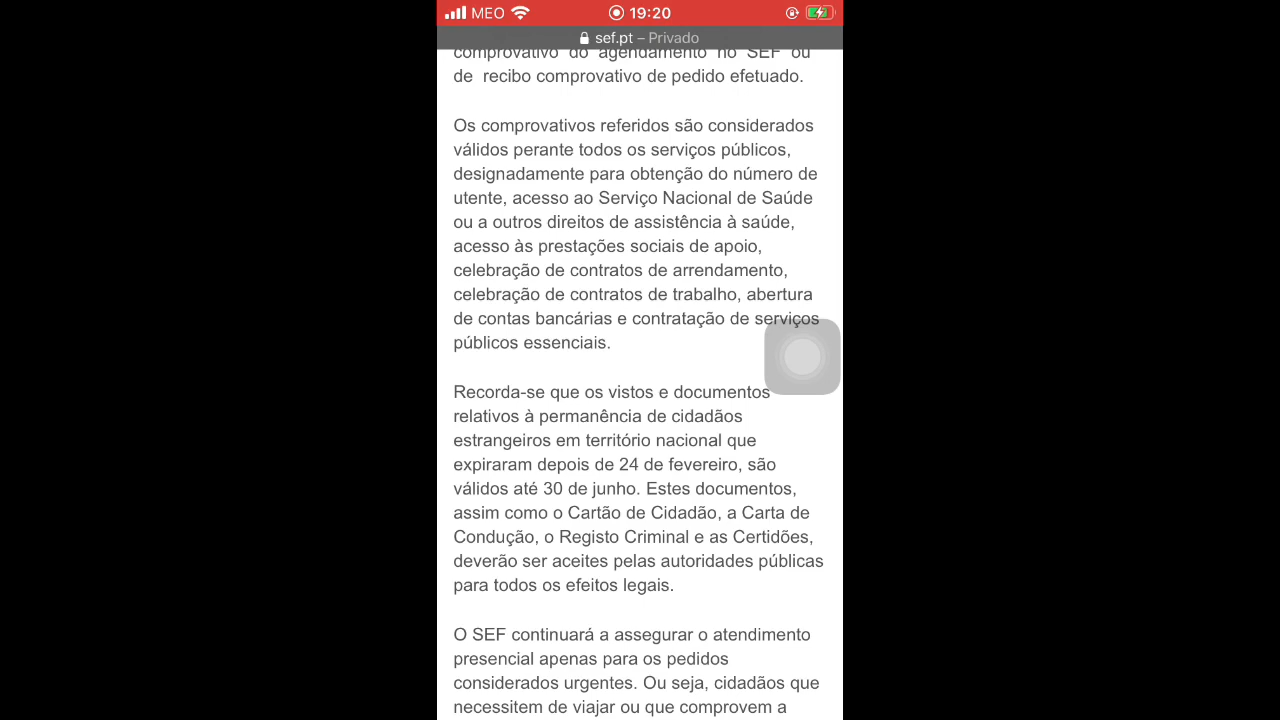 MEO 19:20
sef.pt – Privado
comprovativo do agendamento no SEF ou
de recibo comprovativo de pedido efetuado.
Os comprovativos referidos são considerados
válidos perante todos os serviços públicos,
designadamente para obtenção do número de
utente, acesso ao Serviço Nacional de Saúde
ou a outros direitos de assistência à saúde,
acesso às prestações sociais de apoio,
celebração de contratos de arrendamento,
celebração de contratos de trabalho, abertura
de contas bancárias e contratação de serviços
públicos essenciais.
Recorda-se que os vistos e documentos
relativos à permanência de cidadãos
estrangeiros em território nacional que
expiraram depois de 24 de fevereiro, são
válidos até 30 de junho. Estes documentos,
assim como o Cartão de Cidadão, a Carta de
Condução, o Registo Criminal e as Certidões,
deverão ser aceites pelas autoridades públicas
para todos os efeitos legais.
O SEF continuará a assegurar o atendimento
presencial apenas para os pedidos
considerados urgentes. Ou seja, cidadãos que
necessitem de viajar ou que comprovem a